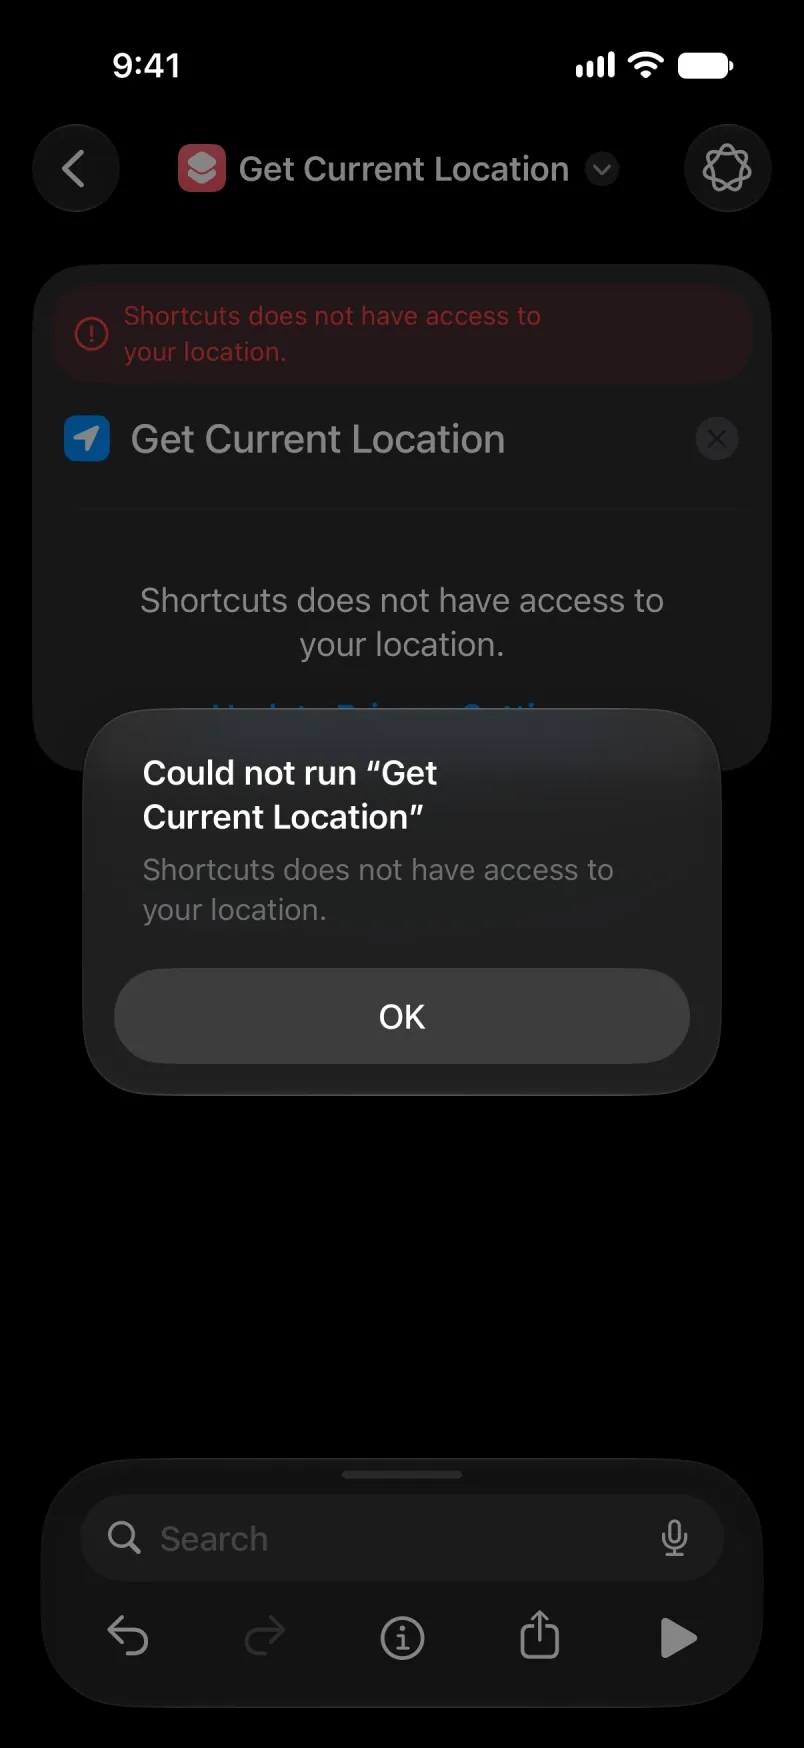 9:41
Get Current Location
Shortcuts does not have access to
your location.
Get Current Location
Shortcuts does not have access to
your location.
Could not run “Get
Current Location”
Shortcuts does not have access to
your location.
OK
Search